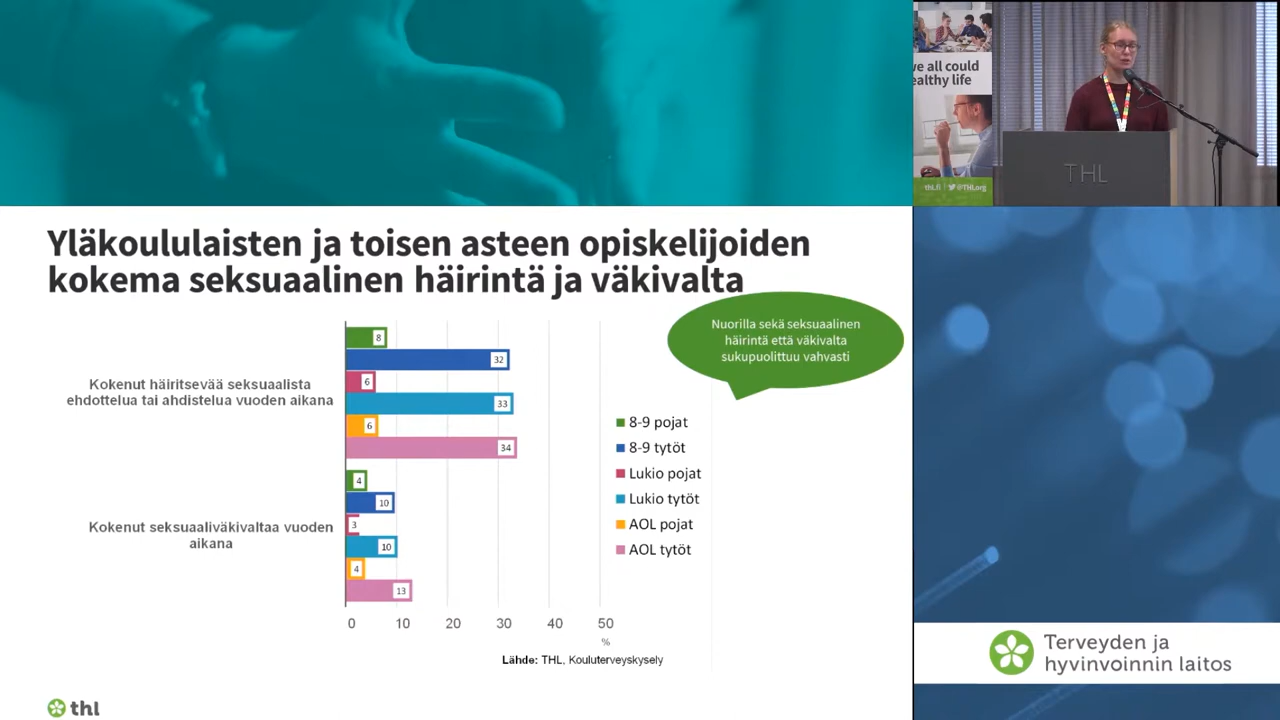 we all could
ealthy life
thl.fi | @THLorg
THL
Yläkoululaisten ja toisen asteen opiskelijoiden
kokema seksuaalinen häirintä ja väkivalta
Nuorilla sekä seksuaalinen
häirintä että väkivalta
sukupuolittuu vahvasti
Kokenut häiritsevää seksuaalista
ehdottelua tai ahdistelua vuoden aikana
8
32
6
33
6
34
Kokenut seksuaaliväkivaltaa vuoden
aikana
4
10
3
10
4
13
0 10 20 30 40 50
%
8-9 pojat
8-9 tytöt
Lukio pojat
Lukio tytöt
AOL pojat
AOL tytöt
Lähde: THL, Kouluterveyskysely
thl
Terveyden ja
hyvinvoinnin laitos